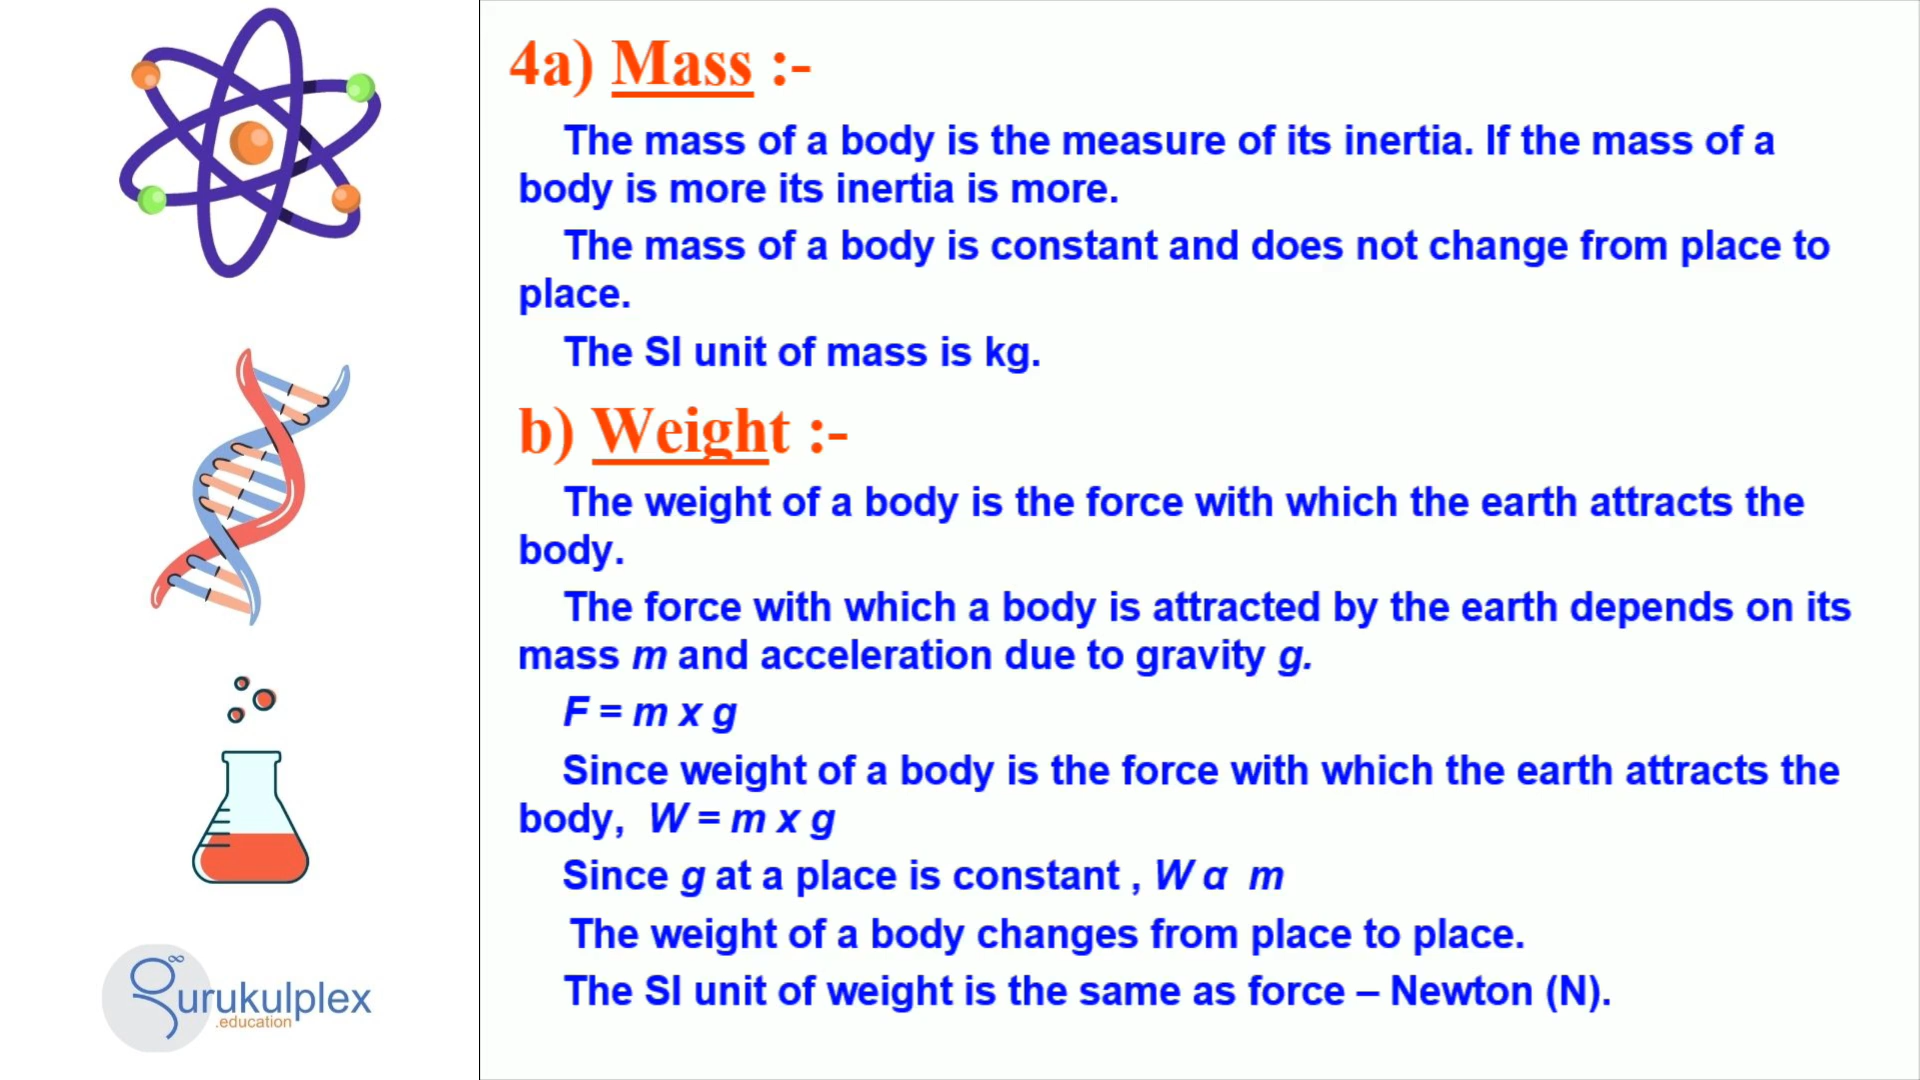 4a) Mass :-
The mass of a body is the measure of its inertia. If the mass of a
body is more its inertia is more.
The mass of a body is constant and does not change from place to
place.
The SI unit of mass is kg.
b) Weight :-
The weight of a body is the force with which the earth attracts the
body.
The force with which a body is attracted by the earth depends on its
mass m and acceleration due to gravity g.
F = m x g
Since weight of a body is the force with which the earth attracts the
body, W = m x g
Since g at a place is constant , W α m
The weight of a body changes from place to place.
The SI unit of weight is the same as force – Newton (N).
∞
gurukulplex
.education